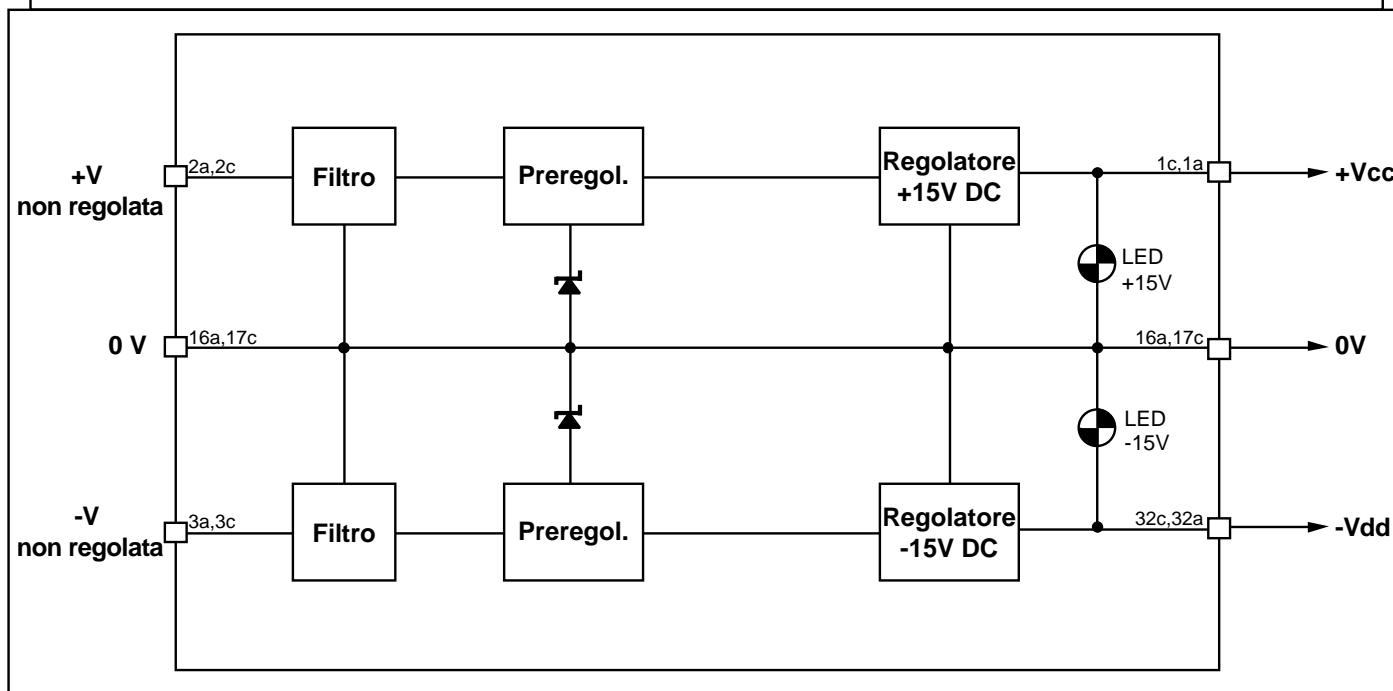 +V
non regolata
2a,2c
Filtro
Preregol.
Regolatore
+15V DC
1c,1a
+Vcc
LED
+15V
0 V
16a,17c
16a,17c
0V
LED
-15V
-V
non regolata
3a,3c
Filtro
Preregol.
Regolatore
-15V DC
32c,32a
-Vdd